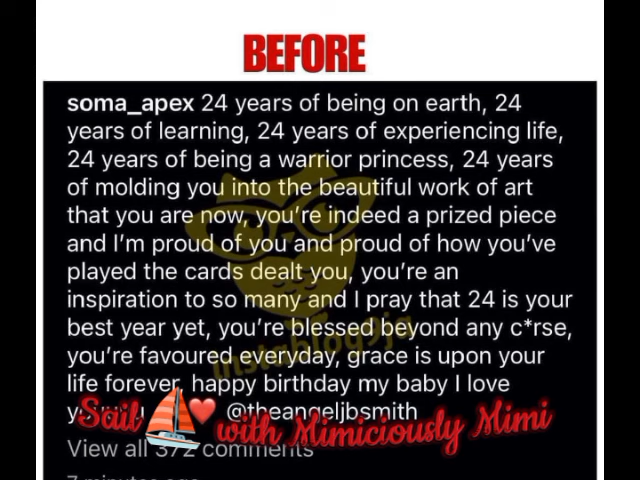 BEFORE
soma_apex 24 years of being on earth, 24
years of learning, 24 years of experiencing life,
24 years of being a warrior princess, 24 years
of molding you into the beautiful work of art
that you are now, you're indeed a prized piece
and I'm proud of you and proud of how you've
played the cards dealt you, you're an
inspiration to so many and I pray that 24 is your
best year yet, you're blessed beyond any c*rse,
you're favoured everyday, grace is upon your
life forever, happy birthday my baby I love
@theangeljbsmith
Sail with Mimiciously Mimi
View all 372 comments
7 minutes ago
instablog9ja